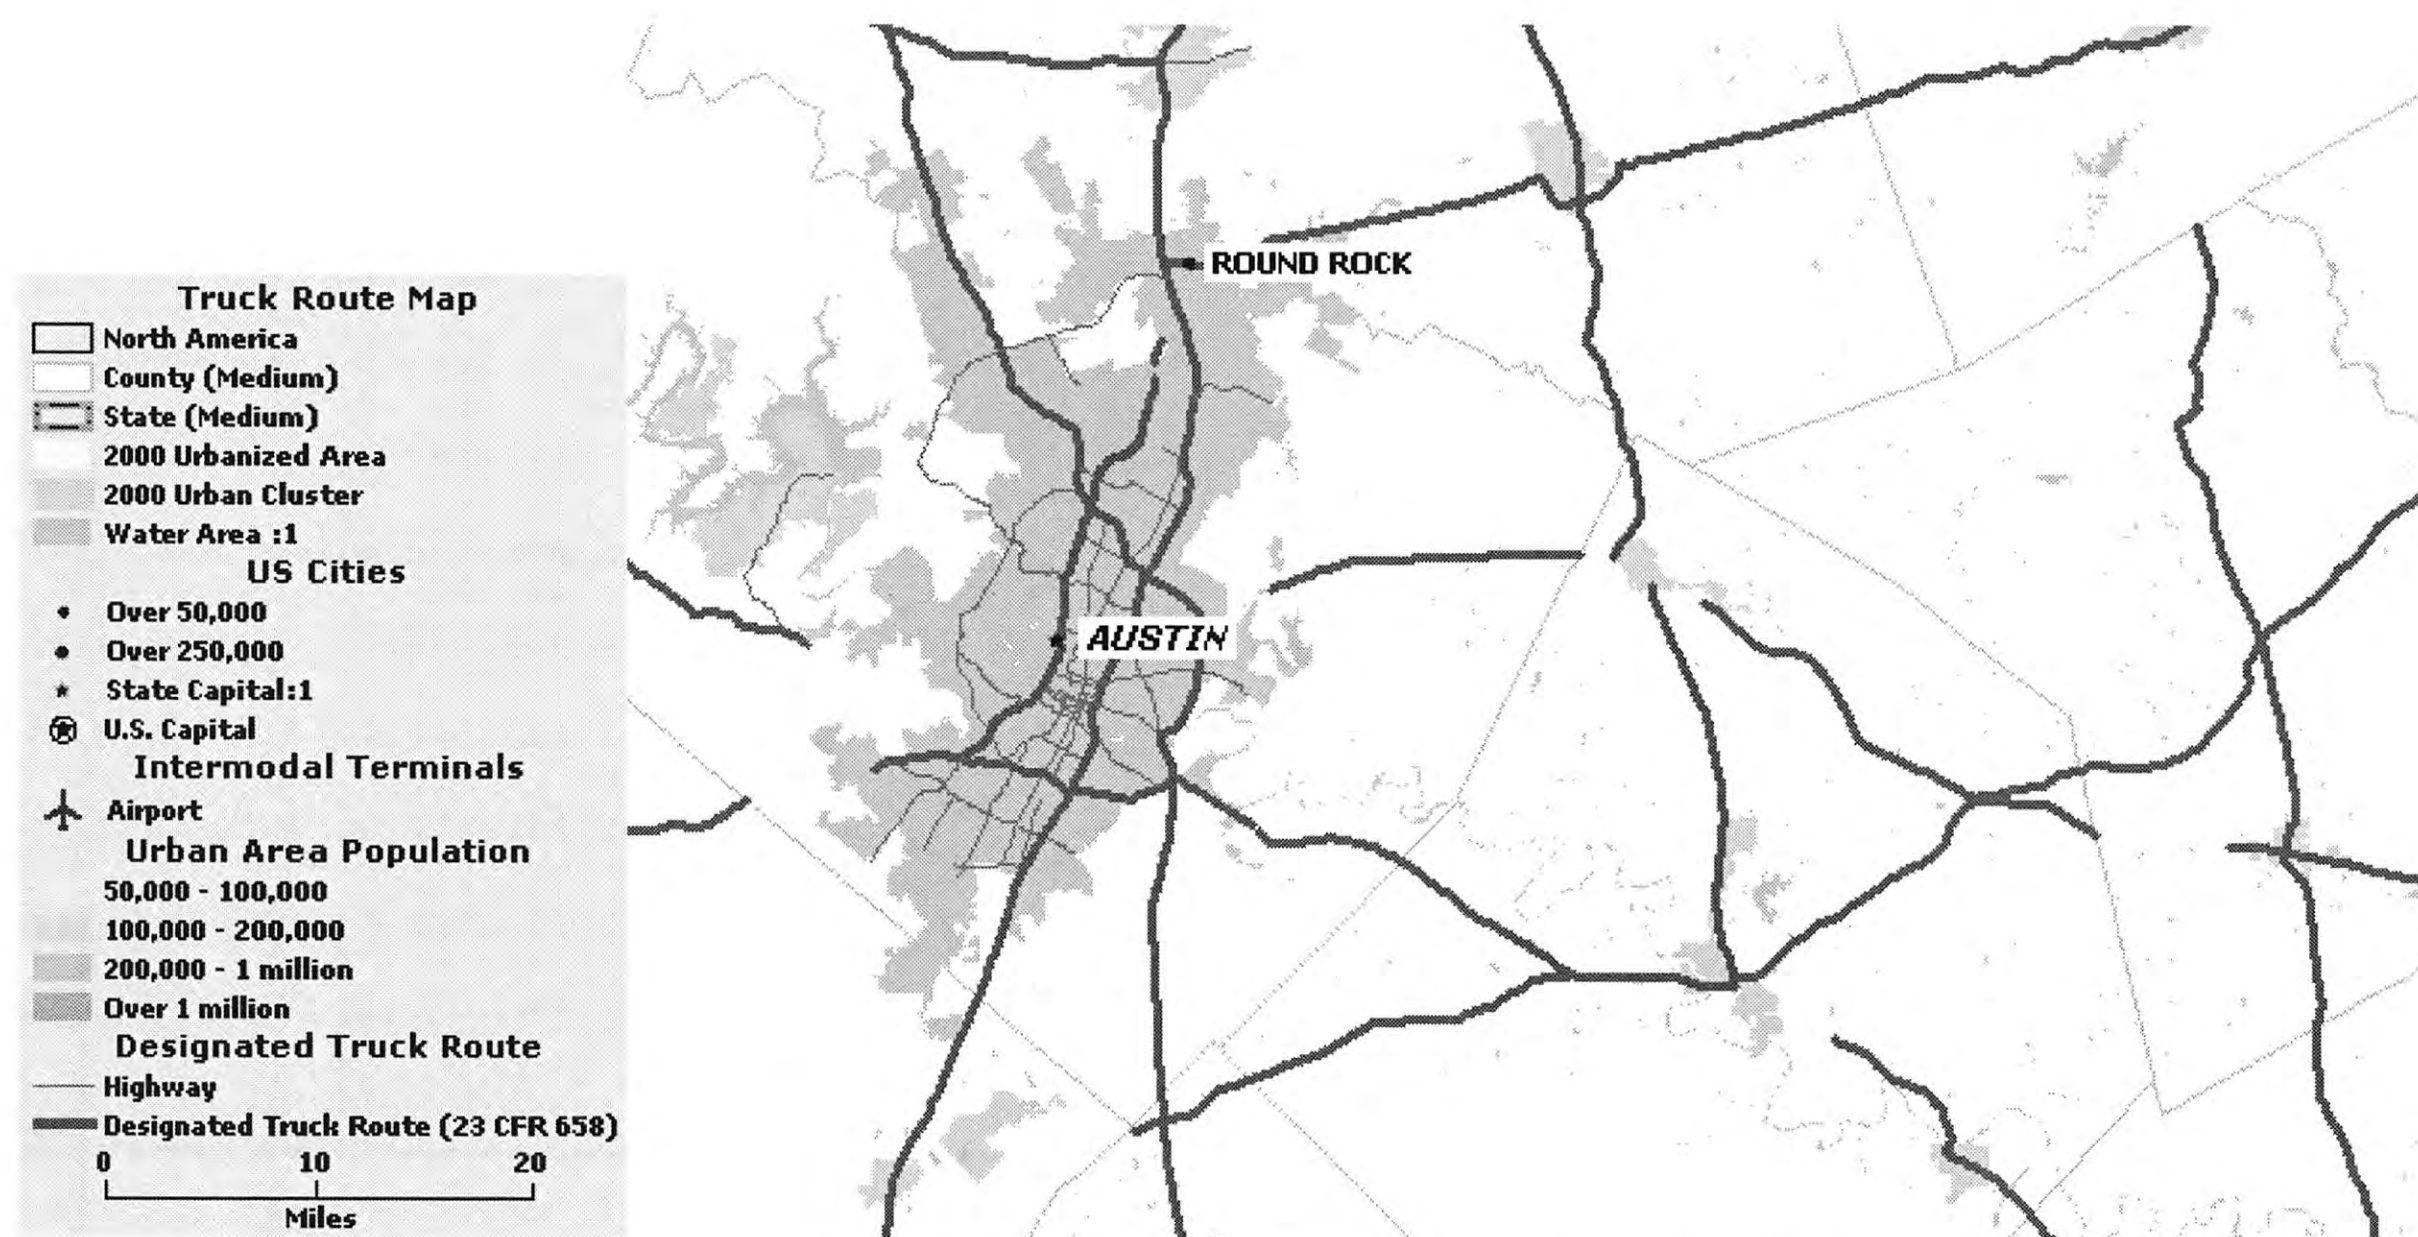 Truck Route Map
North America
County (Medium)
State (Medium)
2000 Urbanized Area
2000 Urban Cluster
Water Area :1
US Cities
Over 50,000
Over 250,000
State Capital:1
U.S. Capital
Intermodal Terminals
Airport
Urban Area Population
50,000 - 100,000
100,000 - 200,000
200,000 - 1 million
Over 1 million
Designated Truck Route
Highway
Designated Truck Route (23 CFR 658)
0 10 20
Miles
ROUND ROCK
AUSTIN